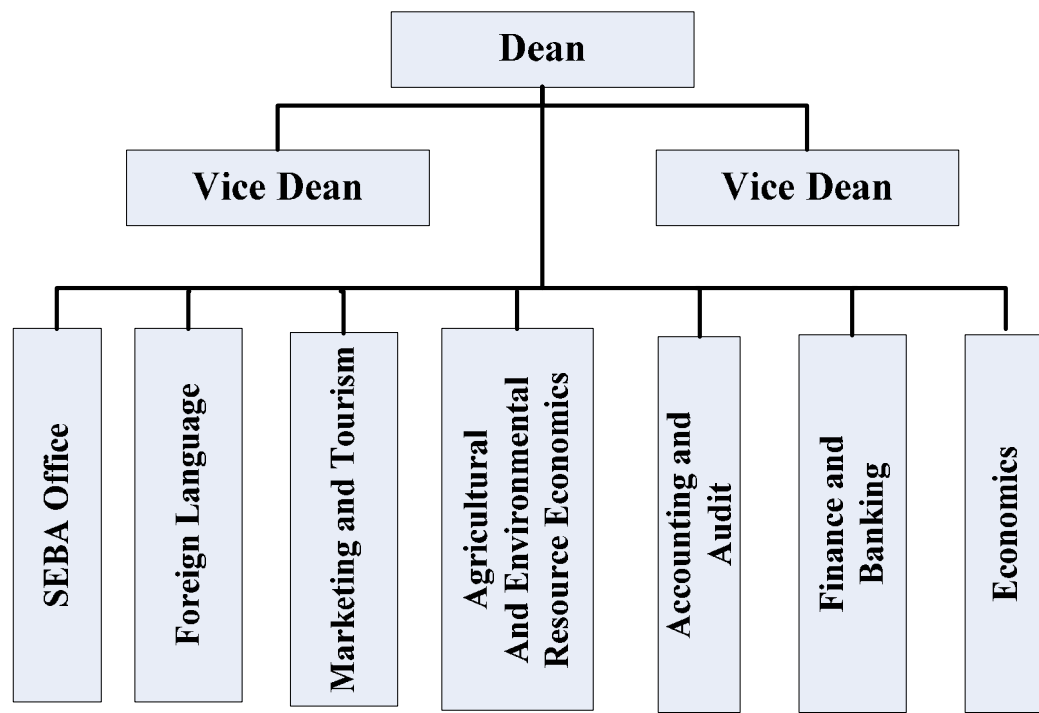 Dean
Vice Dean
Vice Dean
SEBA Office
Foreign Language
Marketing and Tourism
Agricultural
And Environmental
Resource Economics
Accounting and
Audit
Finance and
Banking
Economics